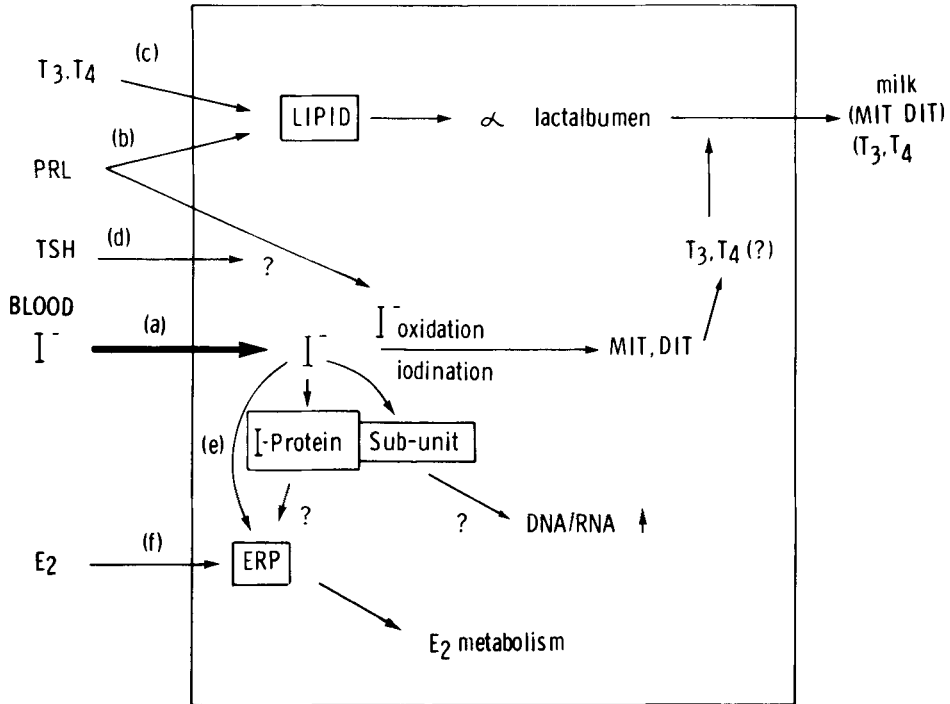 (c)
T3.T4
LIPID
α lactalbumen
milk
(MIT DIT)
(T3,T4
(b)
PRL
TSH
(d)
?
T3,T4 (?)
BLOOD
I-
(a)
I-
I- oxidation
iodination
MIT, DIT
(e)
I-Protein
Sub-unit
?
?
DNA/RNA
E2
(f)
ERP
E2 metabolism